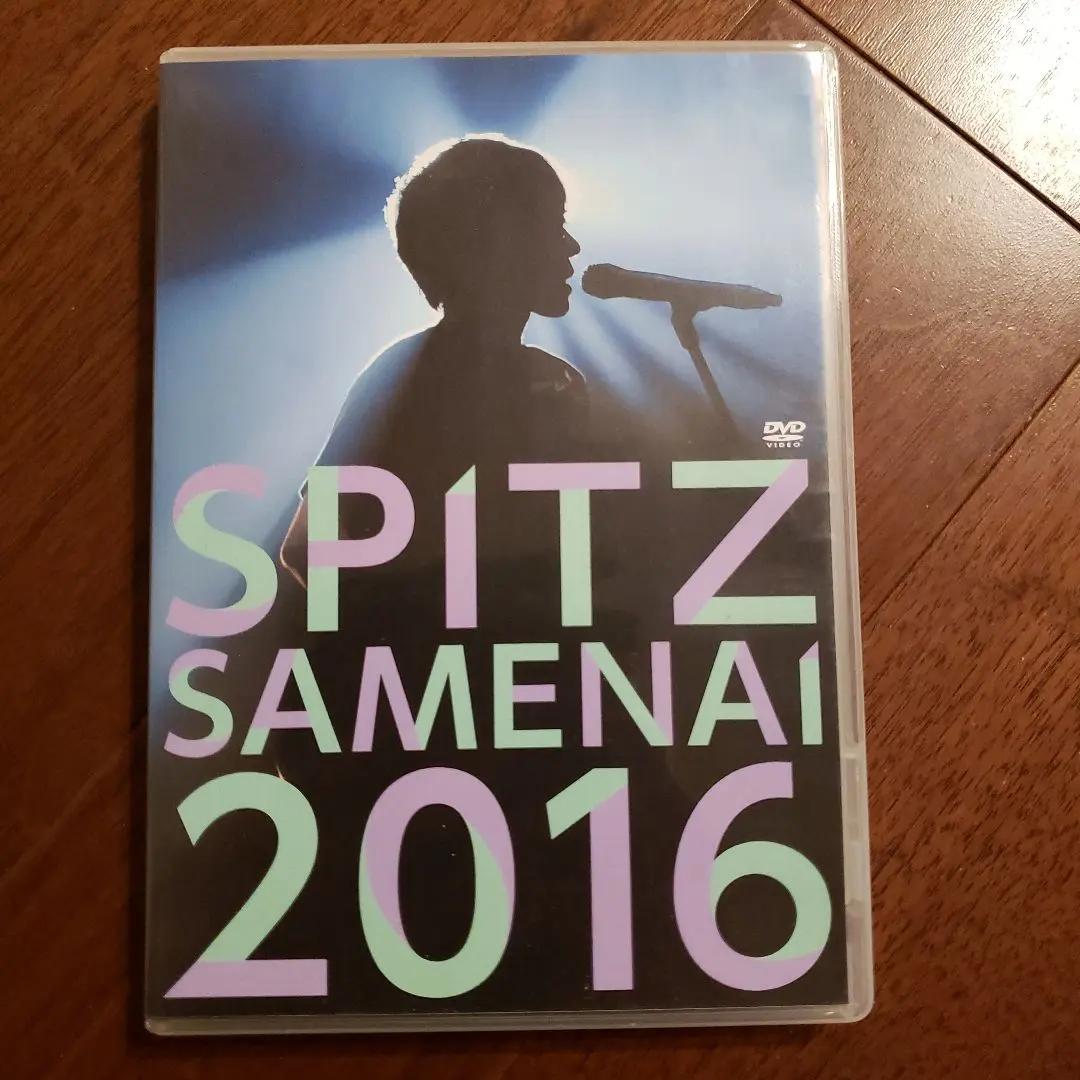 DVD
VIDEO
SPITZ
SAMENAI
2016